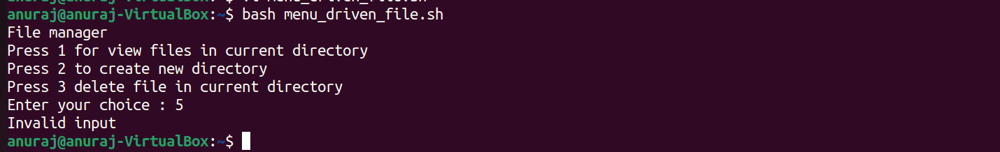 anuraj@anuraj-VirtualBox:~$ bash menu_driven_file.sh
File manager
Press 1 for view files in current directory
Press 2 to create new directory
Press 3 delete file in current directory
Enter your choice : 5
Invalid input
anuraj@anuraj-VirtualBox:~$